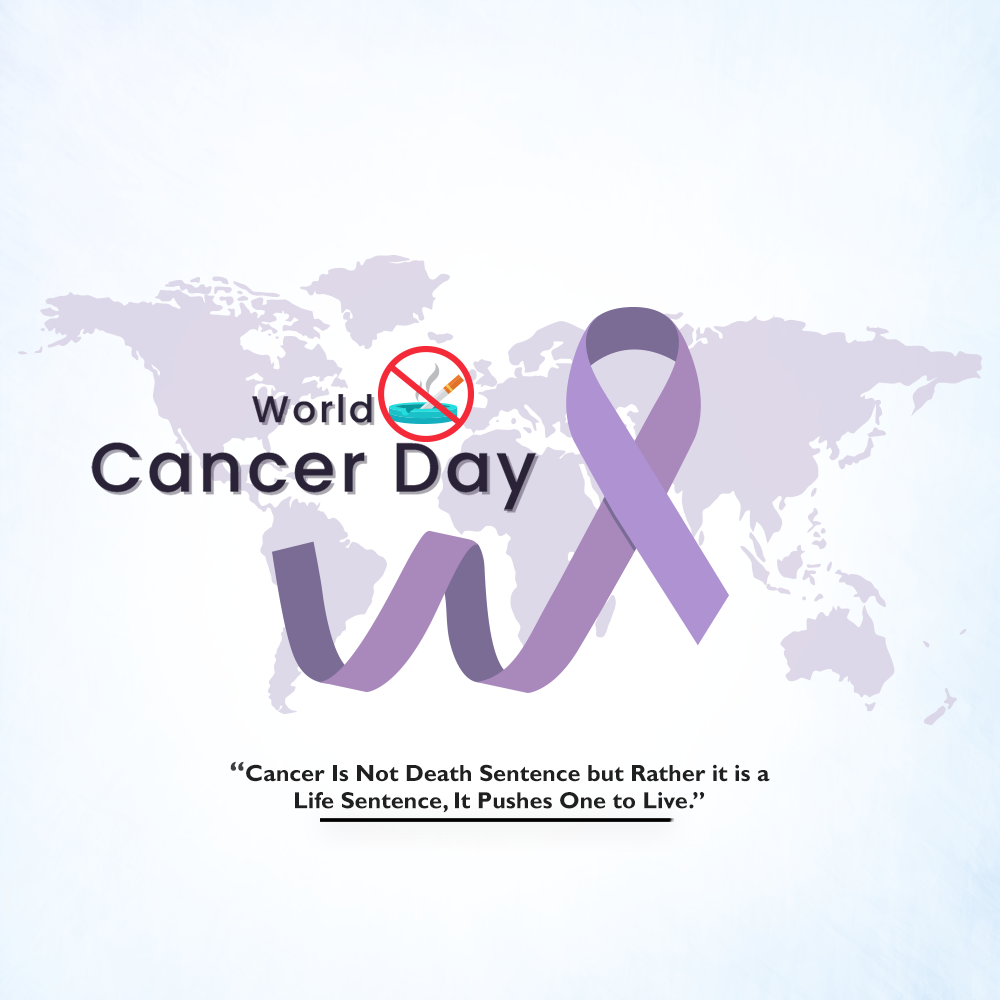 World
Cancer Day
“Cancer Is Not Death Sentence but Rather it is a
Life Sentence, It Pushes One to Live.”